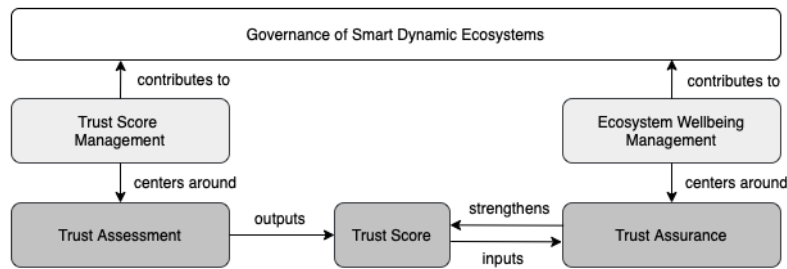 Governance of Smart Dynamic Ecosystems
contributes to
contributes to
Trust Score
Management
Ecosystem Wellbeing
Management
centers around
centers around
Trust Assessment
outputs
Trust Score
strengthens
inputs
Trust Assurance